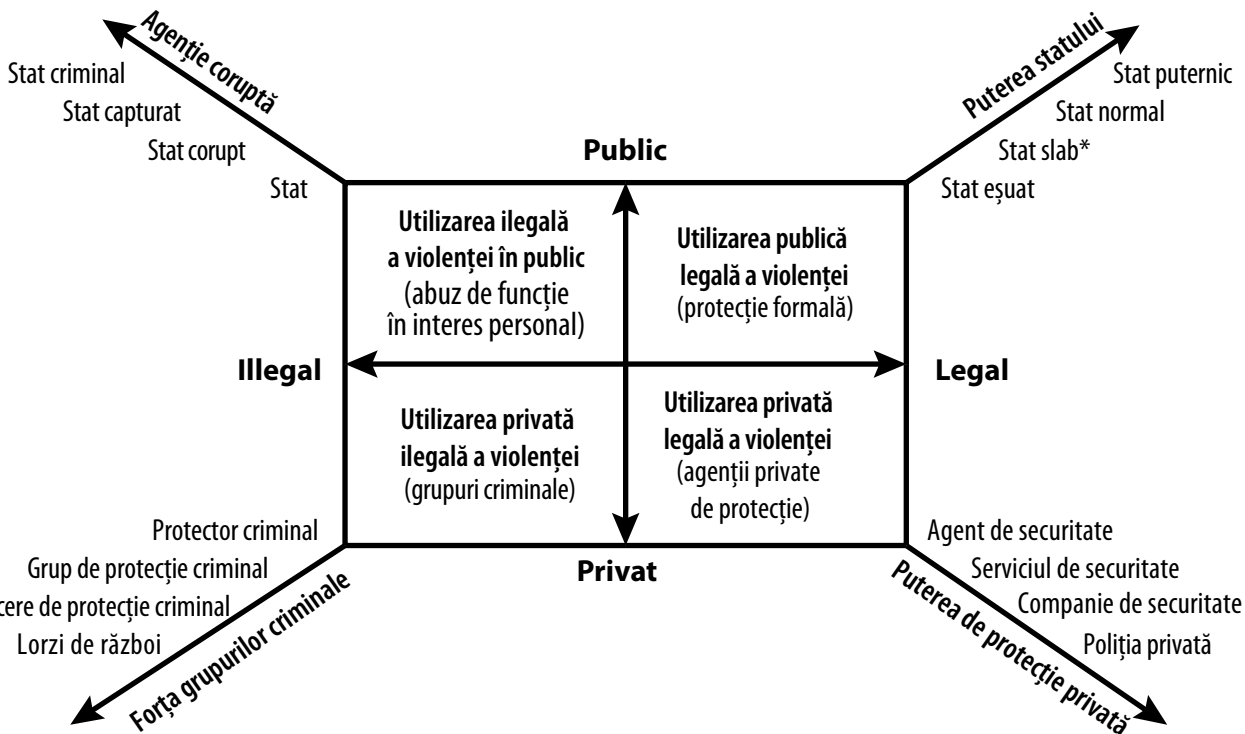 Agenție coruptă
Stat criminal
Stat capturat
Stat corupt
Stat
Puterea statului
Stat puternic
Stat normal
Stat slab*
Stat eșuat
Public
Utilizarea ilegală
a violenței în public
(abuz de funcție
în interes personal)
Utilizarea publică
legală a violenței
(protecție formală)
Illegal
Legal
Utilizarea privată
ilegală a violenței
(grupuri criminale)
Utilizarea privată
legală a violenței
(agenții private
de protecție)
Privat
Protector criminal
Grup de protecție criminal
cere de protecție criminal
Lorzi de război
Forța grupurilor criminale
Agent de securitate
Serviciul de securitate
Companie de securitate
Poliția privată
Puterea de protecție privată